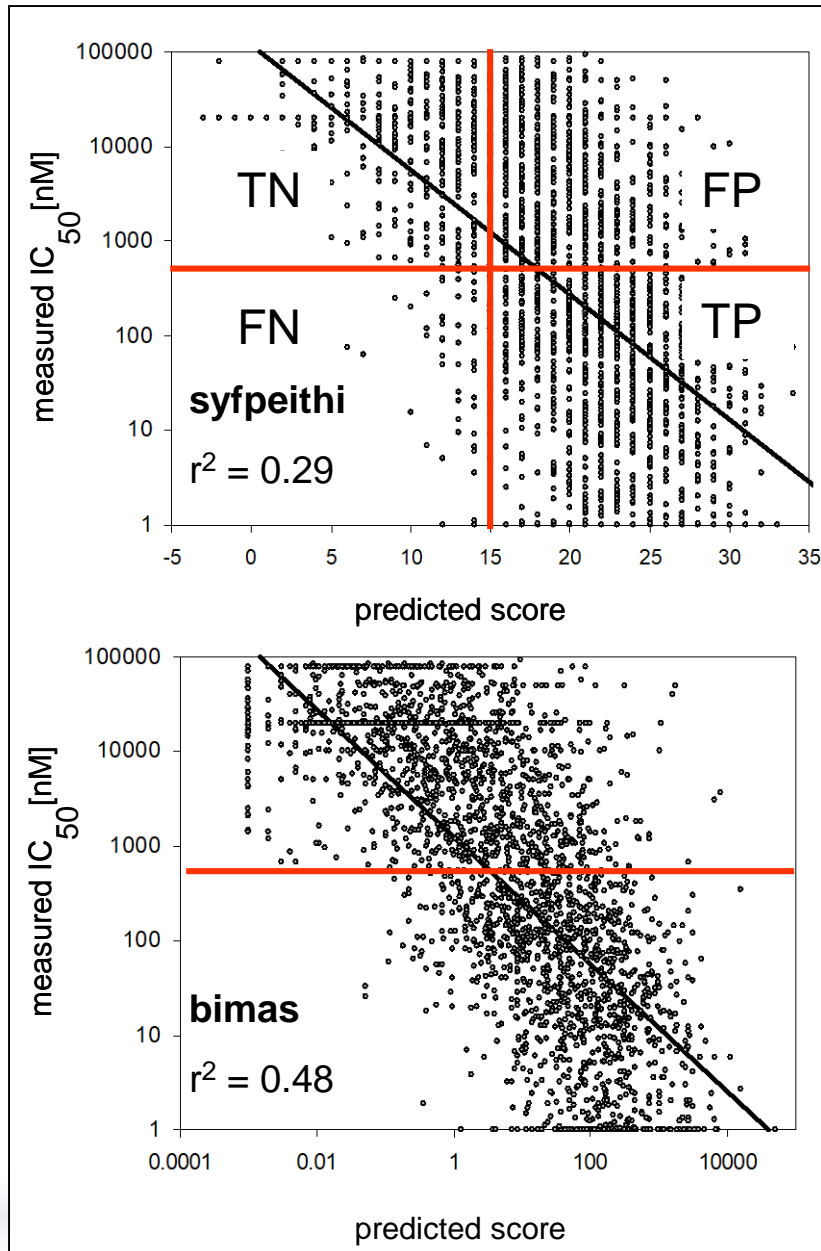 100000
10000
1000
100
10
1
measured IC50[nM]
TN
FP
FN
TP
syfpeithi
r² = 0.29
-5 0 5 10 15 20 25 30 35
predicted score
100000
10000
1000
100
10
1
measured IC50[nM]
bimas
r² = 0.48
0.0001 0.01 1 100 10000
predicted score